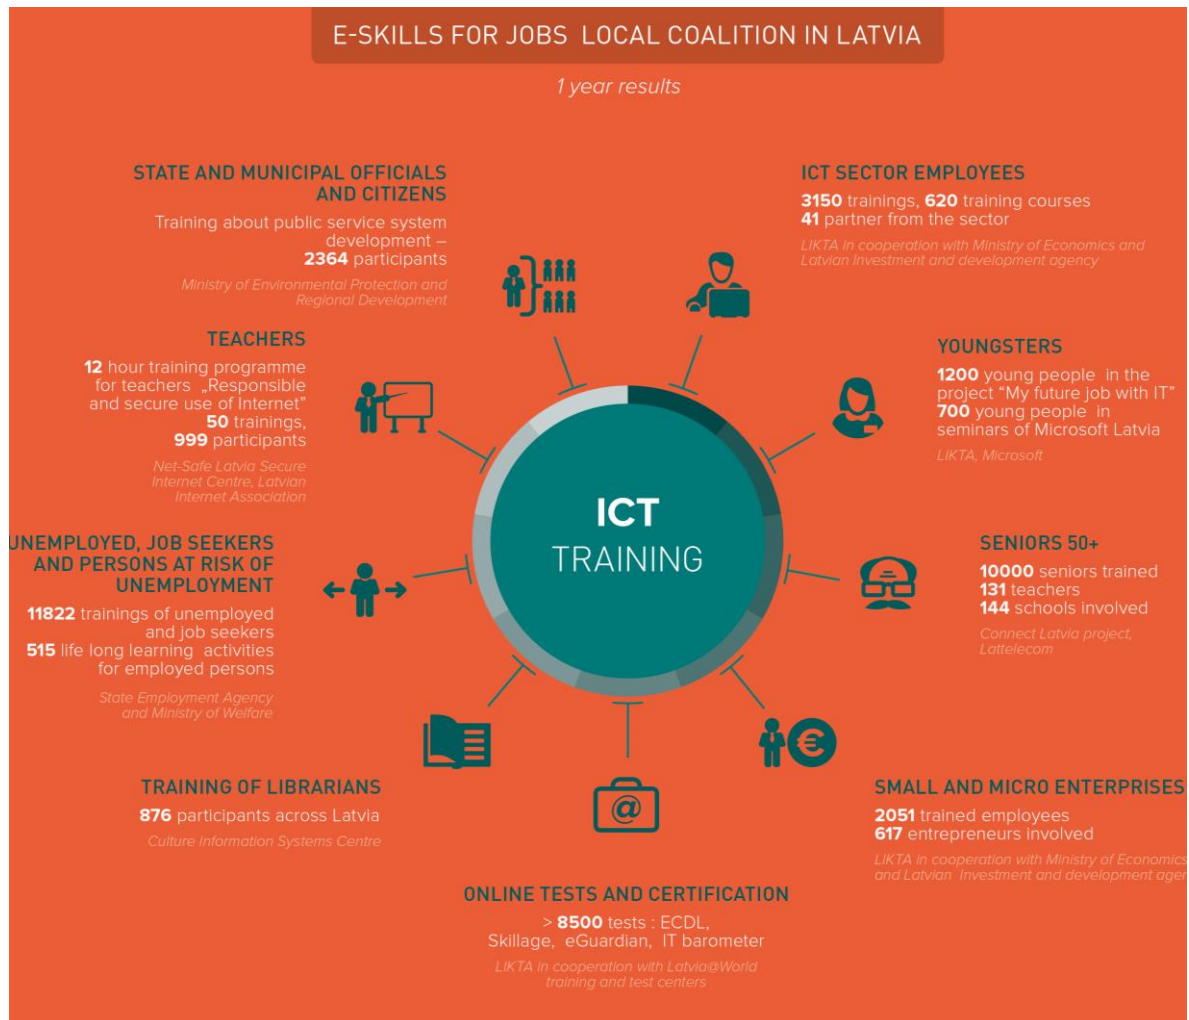 E-SKILLS FOR JOBS LOCAL COALITION IN LATVIA
1 year results
STATE AND MUNICIPAL OFFICIALS
AND CITIZENS
Training about public service system
development –
2364 participants
Ministry of Environmental Protection and
Regional Development
ICT SECTOR EMPLOYEES
3150 trainings, 620 training courses
41 partner from the sector
LIKTA in cooperation with Ministry of Economics and
Latvian Investment and development agency
TEACHERS
12 hour training programme
for teachers „Responsible
and secure use of Internet”
50 trainings,
999 participants
Net-Safe Latvia Secure
Internet Centre, Latvian
Internet Association
YOUNGSTERS
1200 young people in the
project “My future job with IT”
700 young people in
seminars of Microsoft Latvia
LIKTA, Microsoft
ICT
TRAINING
UNEMPLOYED, JOB SEEKERS
AND PERSONS AT RISK OF
UNEMPLOYMENT
11822 trainings of unemployed
and job seekers
515 life long learning activities
for employed persons
State Employment Agency
and Ministry of Welfare
SENIORS 50+
10000 seniors trained
131 teachers
144 schools involved
Connect Latvia project,
Lattelecom
TRAINING OF LIBRARIANS
876 participants across Latvia
Culture Information Systems Centre
SMALL AND MICRO ENTERPRISES
2051 trained employees
617 entrepreneurs involved
LIKTA in cooperation with Ministry of Economics
and Latvian Investment and development agen
@
€
ONLINE TESTS AND CERTIFICATION
> 8500 tests : ECDL,
Skillage, eGuardian, IT barometer
LIKTA in cooperation with Latvia@World
training and test centers